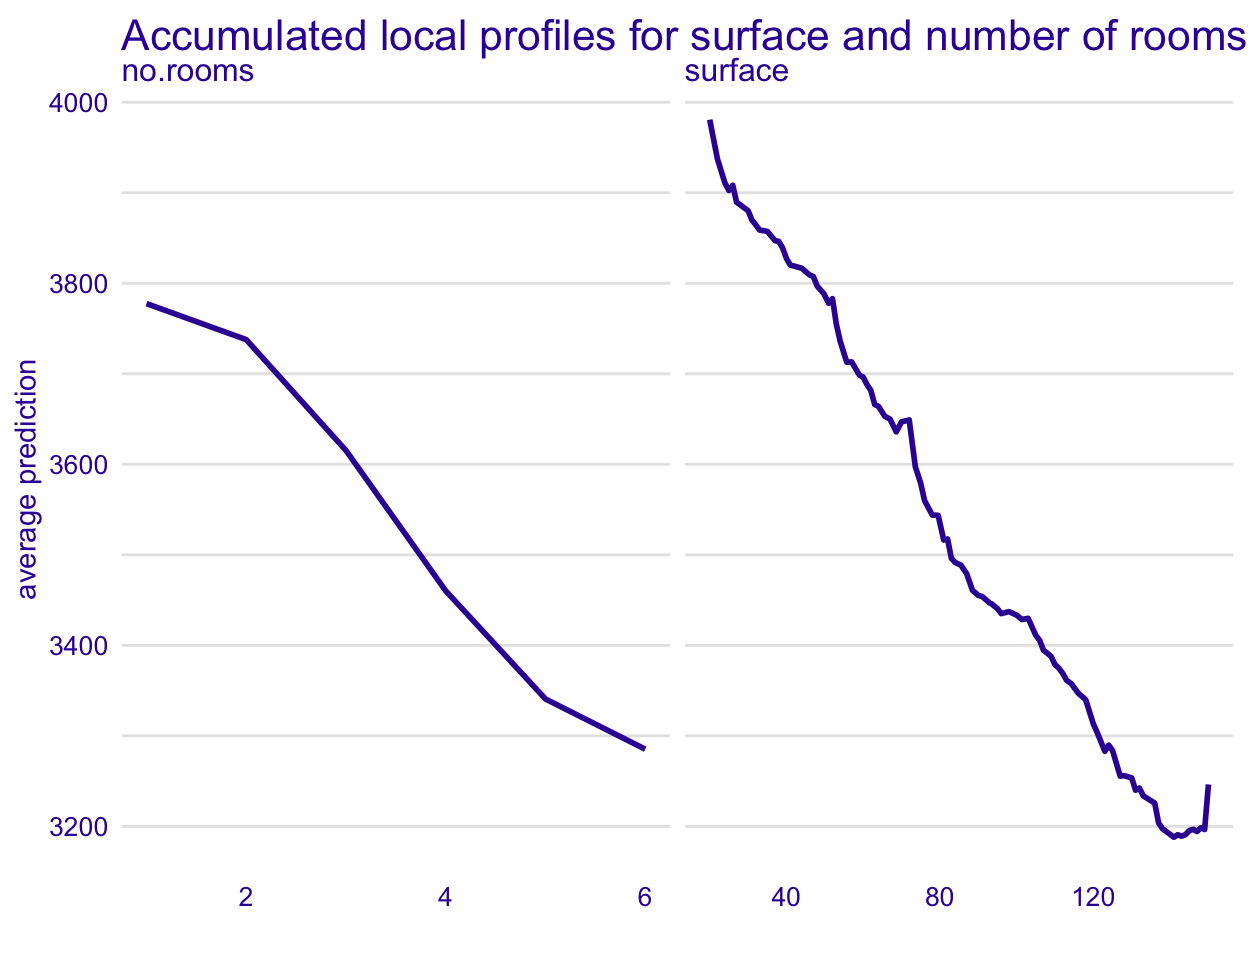 Accumulated local profiles for surface and number of rooms
no.rooms
surface
average prediction
4000
3800
3600
3400
3200
2
4
6
40
80
120